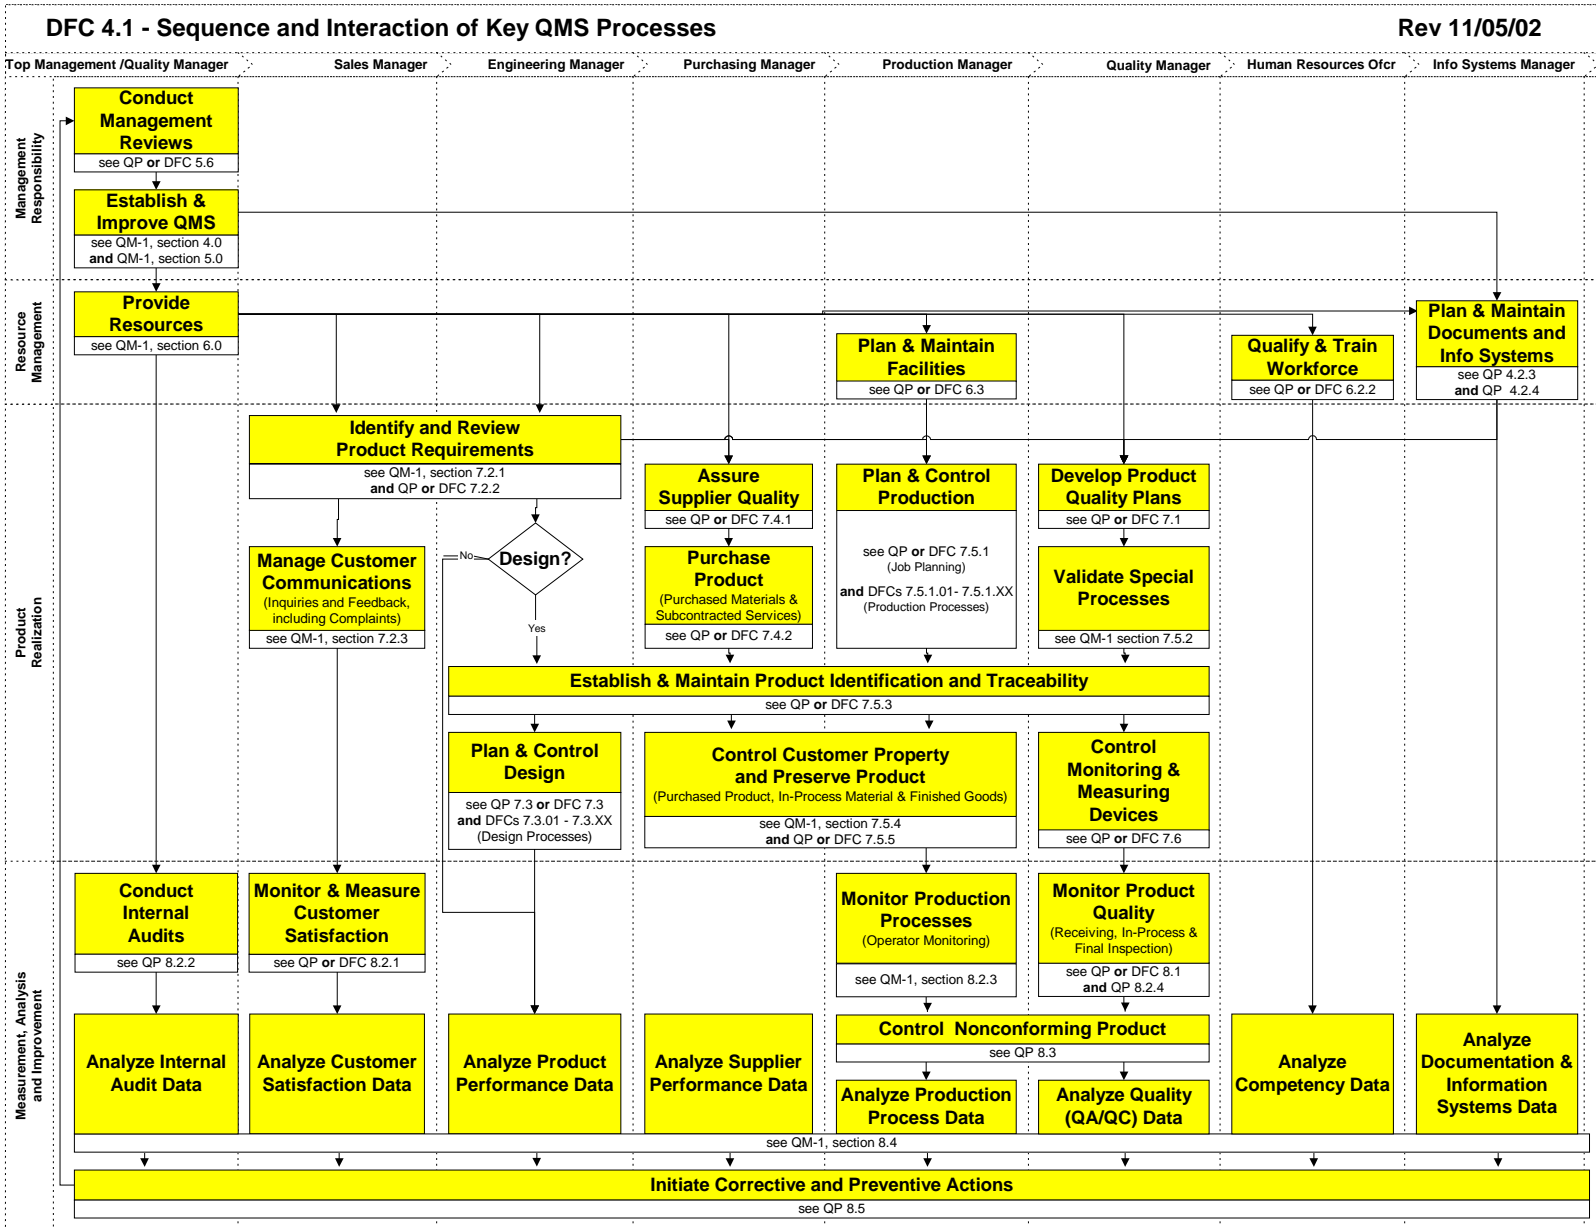 DFC 4.1 - Sequence and Interaction of Key QMS Processes
Rev 11/05/02
Top Management /Quality Manager
Sales Manager
Engineering Manager
Purchasing Manager
Production Manager
Quality Manager
Human Resources Ofcr
Info Systems Manager
Management
Responsibility
Conduct
Management
Reviews
see QP or DFC 5.6
Establish &
Improve QMS
see QM-1, section 4.0
and QM-1, section 5.0
Resource
Management
Provide
Resources
see QM-1, section 6.0
Plan & Maintain
Facilities
see QP or DFC 6.3
Qualify & Train
Workforce
see QP or DFC 6.2.2
Plan & Maintain
Documents and
Info Systems
see QP 4.2.3
and QP 4.2.4
Product
Realization
Identify and Review
Product Requirements
see QM-1, section 7.2.1
and QP or DFC 7.2.2
Assure
Supplier Quality
see QP or DFC 7.4.1
Plan & Control
Production
see QP or DFC 7.5.1
(Job Planning)
and DFCs 7.5.1.01- 7.5.1.XX
(Production Processes)
Develop Product
Quality Plans
see QP or DFC 7.1
Manage Customer
Communications
(Inquiries and Feedback,
including Complaints)
see QM-1, section 7.2.3
No
Design?
Yes
Purchase
Product
(Purchased Materials &
Subcontracted Services)
see QP or DFC 7.4.2
Validate Special
Processes
see QM-1 section 7.5.2
Establish & Maintain Product Identification and Traceability
see QP or DFC 7.5.3
Plan & Control
Design
see QP 7.3 or DFC 7.3
and DFCs 7.3.01 - 7.3.XX
(Design Processes)
Control Customer Property
and Preserve Product
(Purchased Product, In-Process Material & Finished Goods)
see QM-1, section 7.5.4
and QP or DFC 7.5.5
Control
Monitoring &
Measuring
Devices
see QP or DFC 7.6
Measurement, Analysis
and Improvement
Conduct
Internal
Audits
see QP 8.2.2
Monitor & Measure
Customer
Satisfaction
see QP or DFC 8.2.1
Monitor Production
Processes
(Operator Monitoring)
see QM-1, section 8.2.3
Monitor Product
Quality
(Receiving, In-Process &
Final Inspection)
see QP or DFC 8.1
and QP 8.2.4
Control Nonconforming Product
see QP 8.3
Analyze Internal
Audit Data
Analyze Customer
Satisfaction Data
Analyze Product
Performance Data
Analyze Supplier
Performance Data
Analyze Production
Process Data
Analyze Quality
(QA/QC) Data
Analyze
Competency Data
Analyze
Documentation &
Information
Systems Data
see QM-1, section 8.4
Initiate Corrective and Preventive Actions
see QP 8.5